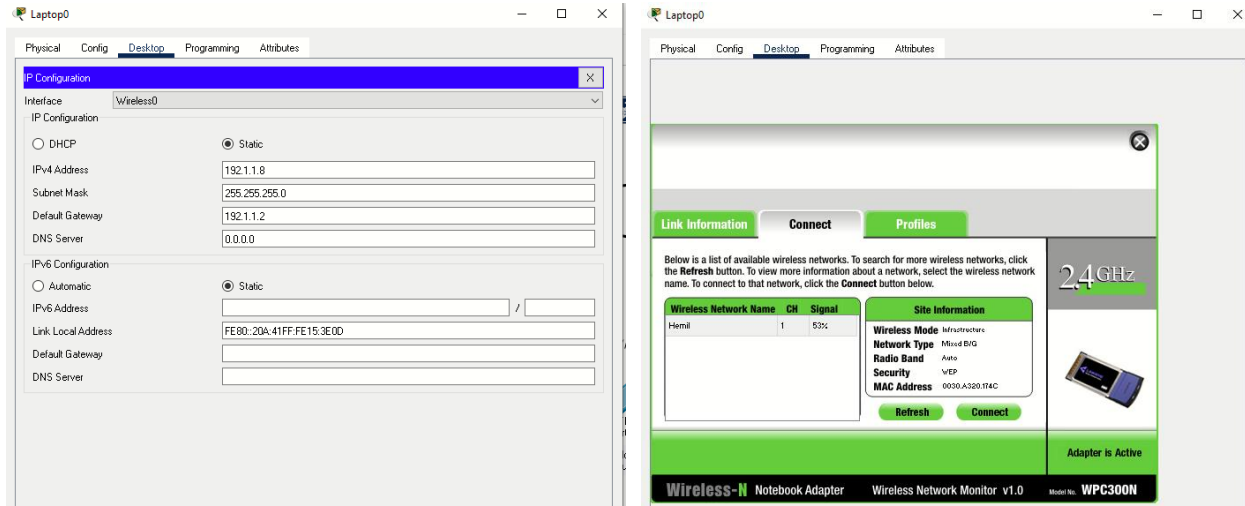 Laptop0
Physical Config Desktop Programming Attributes
IP Configuration X
Interface Wireless0
IP Configuration
DHCP Static
IPv4 Address 192.1.1.8
Subnet Mask 255.255.255.0
Default Gateway 192.1.1.2
DNS Server 0.0.0.0
IPv6 Configuration
Automatic Static
IPv6 Address /
Link Local Address FE80::20A:41FF:FE15:3E0D
Default Gateway
DNS Server
Laptop0
Physical Config Desktop Programming Attributes
Link Information Connect Profiles
Below is a list of available wireless networks. To search for more wireless networks, click
the Refresh button. To view more information about a network, select the wireless network
name. To connect to that network, click the Connect button below.
Wireless Network Name CH Signal
Hemil 1 53%
Site Information
Wireless Mode Infrastructure
Network Type Mixed B/G
Radio Band Auto
Security WEP
MAC Address 0030.A320.174C
Refresh Connect
2.4GHz
Adapter is Active
Wireless-N Notebook Adapter Wireless Network Monitor v1.0 Model No. WPC300N